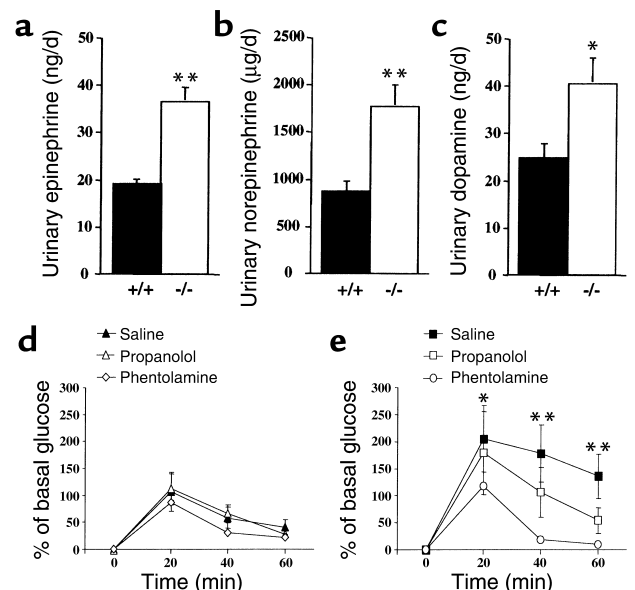 a
Urinary epinephrine (ng/d)
50
40
30
20
10
0
**
+/+ -/-
b
Urinary norepinephrine (µg/d)
2500
2000
1500
1000
500
0
**
+/+ -/-
c
Urinary dopamine (ng/d)
50
40
30
20
10
0
*
+/+ -/-
d
Saline
Propanolol
Phentolamine
% of basal glucose
300
250
200
150
100
50
0
0 20 40 60
Time (min)
e
Saline
Propanolol
Phentolamine
% of basal glucose
300
250
200
150
100
50
0
*
**
**
0 20 40 60
Time (min)